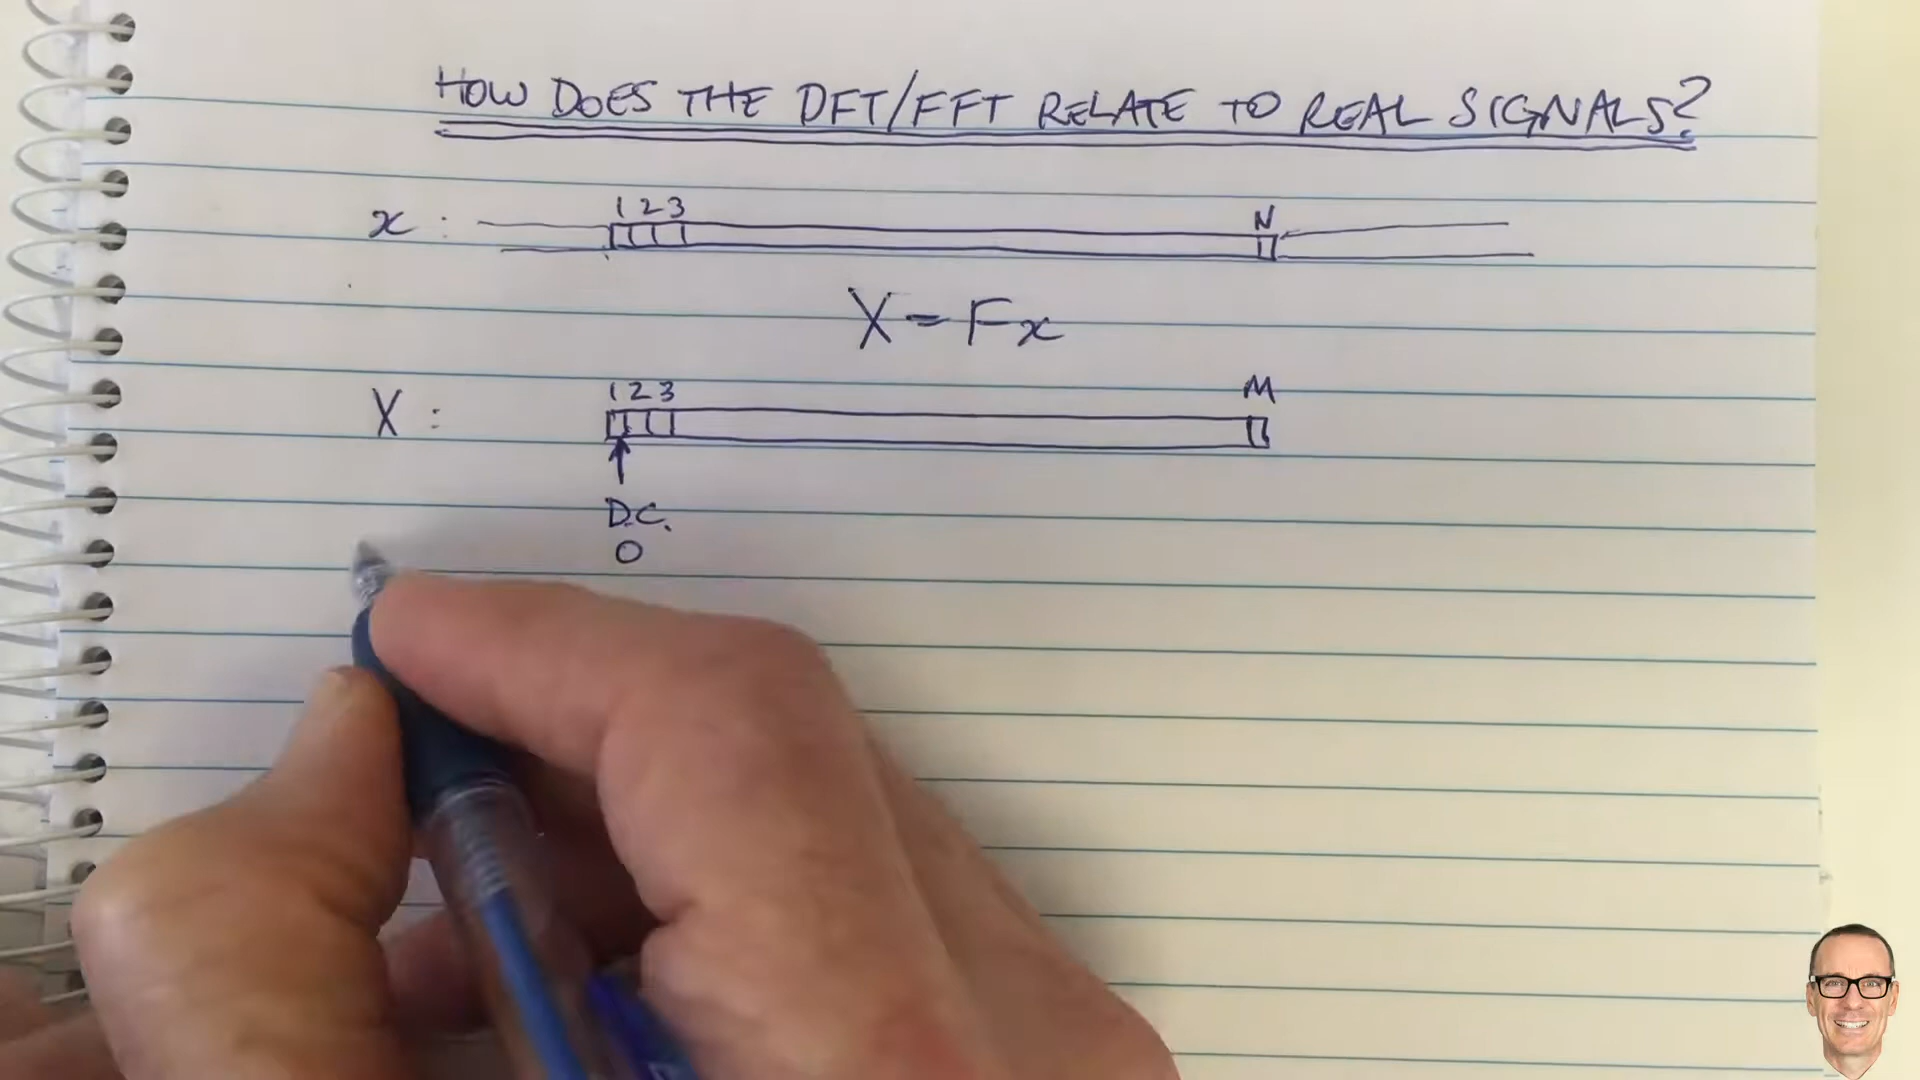 HOW DOES THE DFT/FFT RELATE TO REAL SIGNALS?
1 2 3 N
x :
X = Fx
1 2 3 M
X :
D.C.
0